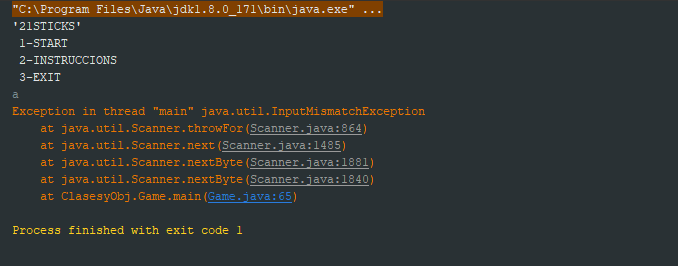 "C:\Program Files\Java\jdk1.8.0_171\bin\java.exe" ...
'21STICKS'
1-START
2-INSTRUCCIONS
3-EXIT
a
Exception in thread "main" java.util.InputMismatchException
at java.util.Scanner.throwFor(Scanner.java:864)
at java.util.Scanner.next(Scanner.java:1485)
at java.util.Scanner.nextByte(Scanner.java:1881)
at java.util.Scanner.nextByte(Scanner.java:1840)
at ClasesyObj.Game.main(Game.java:65)
Process finished with exit code 1